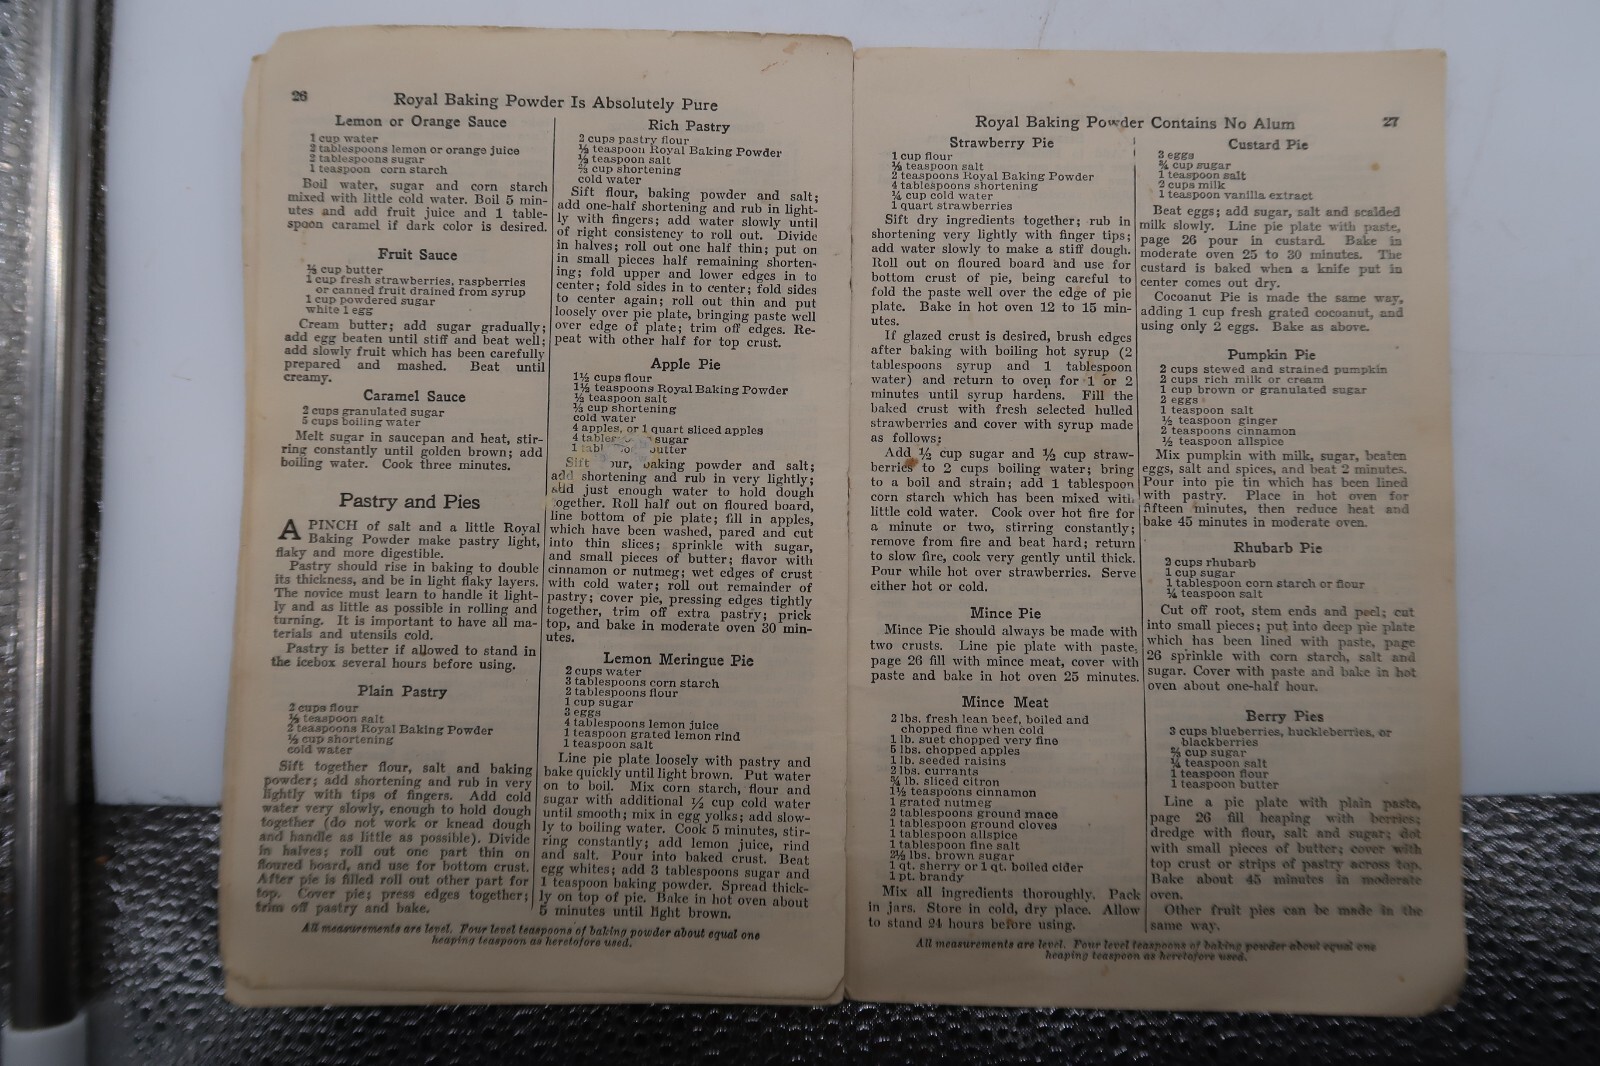 26
Royal Baking Powder Is Absolutely Pure
Lemon or Orange Sauce
1 cup water
2 tablespoons lemon or orange juice
2 tablespoons sugar
1 teaspoon corn starch
Boil water, sugar and corn starch
mixed with little cold water. Boil 5 min-
utes and add fruit juice and 1 table-
spoon caramel if dark color is desired.
Fruit Sauce
⅓ cup butter
1 cup fresh strawberries, raspberries
or canned fruit drained from syrup
1 cup powdered sugar
white 1 egg
Cream butter; add sugar gradually;
add egg beaten until stiff and beat well;
add slowly fruit which has been carefully
prepared and mashed. Beat until
creamy.
Caramel Sauce
2 cups granulated sugar
5 cups boiling water
Melt sugar in saucepan and heat, stir-
ring constantly until golden brown; add
boiling water. Cook three minutes.
Pastry and Pies
A PINCH of salt and a little Royal
Baking Powder make pastry light,
flaky and more digestible.
Pastry should rise in baking to double
its thickness, and be in light flaky layers.
The novice must learn to handle it light-
ly and as little as possible in rolling and
turning. It is important to have all ma-
terials and utensils cold.
Pastry is better if allowed to stand in
the icebox several hours before using.
Plain Pastry
2 cups flour
½ teaspoon salt
2 teaspoons Royal Baking Powder
½ cup shortening
cold water
Sift together flour, salt and baking
powder; add shortening and rub in very
lightly with tips of fingers. Add cold
water very slowly, enough to hold dough
together (do not work or knead dough
and handle as little as possible). Divide
in halves; roll out one part thin on
floured board, and use for bottom crust.
After pie is filled roll out other part for
top. Cover pie; press edges together;
trim off pastry and bake.
Rich Pastry
2 cups pastry flour
½ teaspoon Royal Baking Powder
½ teaspoon salt
⅔ cup shortening
cold water
Sift flour, baking powder and salt;
add one-half shortening and rub in light-
ly with fingers; add water slowly until
of right consistency to roll out. Divide
in halves; roll out one half thin; put on
in small pieces half remaining shorten-
ing; fold upper and lower edges in to
center; fold sides in to center; fold sides
to center again; roll out thin and put
loosely over pie plate, bringing paste well
over edge of plate; trim off edges. Re-
peat with other half for top crust.
Apple Pie
1½ cups flour
1½ teaspoons Royal Baking Powder
½ teaspoon salt
⅓ cup shortening
cold water
4 apples, or 1 quart sliced apples
4 sugar
1 butter
Sift baking powder and salt;
add shortening and rub in very lightly;
add just enough water to hold dough
together. Roll half out on floured board,
line bottom of pie plate; fill in apples,
which have been washed, pared and cut
into thin slices; sprinkle with sugar,
and small pieces of butter; flavor with
cinnamon or nutmeg; wet edges of crust
with cold water; roll out remainder of
pastry; cover pie, pressing edges tightly
together, trim off extra pastry; prick
top, and bake in moderate oven 30 min-
utes.
Lemon Meringue Pie
2 cups water
3 tablespoons corn starch
2 tablespoons flour
1 cup sugar
3 eggs
4 tablespoons lemon juice
1 teaspoon grated lemon rind
1 teaspoon salt
Line pie plate loosely with pastry and
bake quickly until light brown. Put water
on to boil. Mix corn starch, flour and
sugar with additional ½ cup cold water
until smooth; mix in egg yolks; add slow-
ly to boiling water. Cook 5 minutes, stir-
ring constantly; add lemon juice, rind
and salt. Pour into baked crust. Beat
egg whites; add 3 tablespoons sugar and
1 teaspoon baking powder. Spread thick-
ly on top of pie. Bake in hot oven about
5 minutes until light brown.
All measurements are level. Four level teaspoons of baking powder about equal one
heaping teaspoon as heretofore used.
Royal Baking Powder Contains No Alum
27
Strawberry Pie
1 cup flour
½ teaspoon salt
2 teaspoons Royal Baking Powder
4 tablespoons shortening
¼ cup cold water
1 quart strawberries
Sift dry ingredients together; rub in
shortening very lightly with finger tips;
add water slowly to make a stiff dough.
Roll out on floured board and use for
bottom crust of pie, being careful to
fold the paste well over the edge of pie
plate. Bake in hot oven 12 to 15 min-
utes.
If glazed crust is desired, brush edges
after baking with boiling hot syrup (2
tablespoons syrup and 1 tablespoon
water) and return to oven for 1 or 2
minutes until syrup hardens. Fill the
baked crust with fresh selected hulled
strawberries and cover with syrup made
as follows:
Add ½ cup sugar and ½ cup straw-
berries to 2 cups boiling water; bring
to a boil and strain; add 1 tablespoon
corn starch which has been mixed with
little cold water. Cook over hot fire for
a minute or two, stirring constantly;
remove from fire and beat hard; return
to slow fire, cook very gently until thick.
Pour while hot over strawberries. Serve
either hot or cold.
Mince Pie
Mince Pie should always be made with
two crusts. Line pie plate with paste,
page 26 fill with mince meat, cover with
paste and bake in hot oven 25 minutes.
Mince Meat
2 lbs. fresh lean beef, boiled and
chopped fine when cold
1 lb. suet chopped very fine
5 lbs. chopped apples
1 lb. seeded raisins
2 lbs. currants
¾ lb. sliced citron
1½ teaspoons cinnamon
1 grated nutmeg
2 tablespoons ground mace
1 tablespoon ground cloves
1 tablespoon allspice
1 tablespoon fine salt
2½ lbs. brown sugar
1 qt. sherry or 1 qt. boiled cider
1 pt. brandy
Mix all ingredients thoroughly. Pack
in jars. Store in cold, dry place. Allow
to stand 24 hours before using.
Custard Pie
3 eggs
¾ cup sugar
1 teaspoon salt
2 cups milk
1 teaspoon vanilla extract
Beat eggs; add sugar, salt and scalded
milk slowly. Line pie plate with paste,
page 26 pour in custard. Bake in
moderate oven 25 to 30 minutes. The
custard is baked when a knife put in
center comes out dry.
Cocoanut Pie is made the same way,
adding 1 cup fresh grated cocoanut, and
using only 2 eggs. Bake as above.
Pumpkin Pie
2 cups stewed and strained pumpkin
2 cups rich milk or cream
1 cup brown or granulated sugar
2 eggs
1 teaspoon salt
½ teaspoon ginger
2 teaspoons cinnamon
½ teaspoon allspice
Mix pumpkin with milk, sugar, beaten
eggs, salt and spices, and beat 2 minutes.
Pour into pie tin which has been lined
with pastry. Place in hot oven for
fifteen minutes, then reduce heat and
bake 45 minutes in moderate oven.
Rhubarb Pie
2 cups rhubarb
1 cup sugar
1 tablespoon corn starch or flour
¼ teaspoon salt
Cut off root, stem ends and peel; cut
into small pieces; put into deep pie plate
which has been lined with paste, page
26 sprinkle with corn starch, salt and
sugar. Cover with paste and bake in hot
oven about one-half hour.
Berry Pies
3 cups blueberries, huckleberries, or
blackberries
⅔ cup sugar
¼ teaspoon salt
1 teaspoon flour
1 teaspoon butter
Line a pie plate with plain paste,
page 26 fill heaping with berries;
dredge with flour, salt and sugar; dot
with small pieces of butter; cover with
top crust or strips of pastry across top.
Bake about 45 minutes in moderate
oven.
Other fruit pies can be made in the
same way.
All measurements are level. Four level teaspoons of baking powder about equal one
heaping teaspoon as heretofore used.